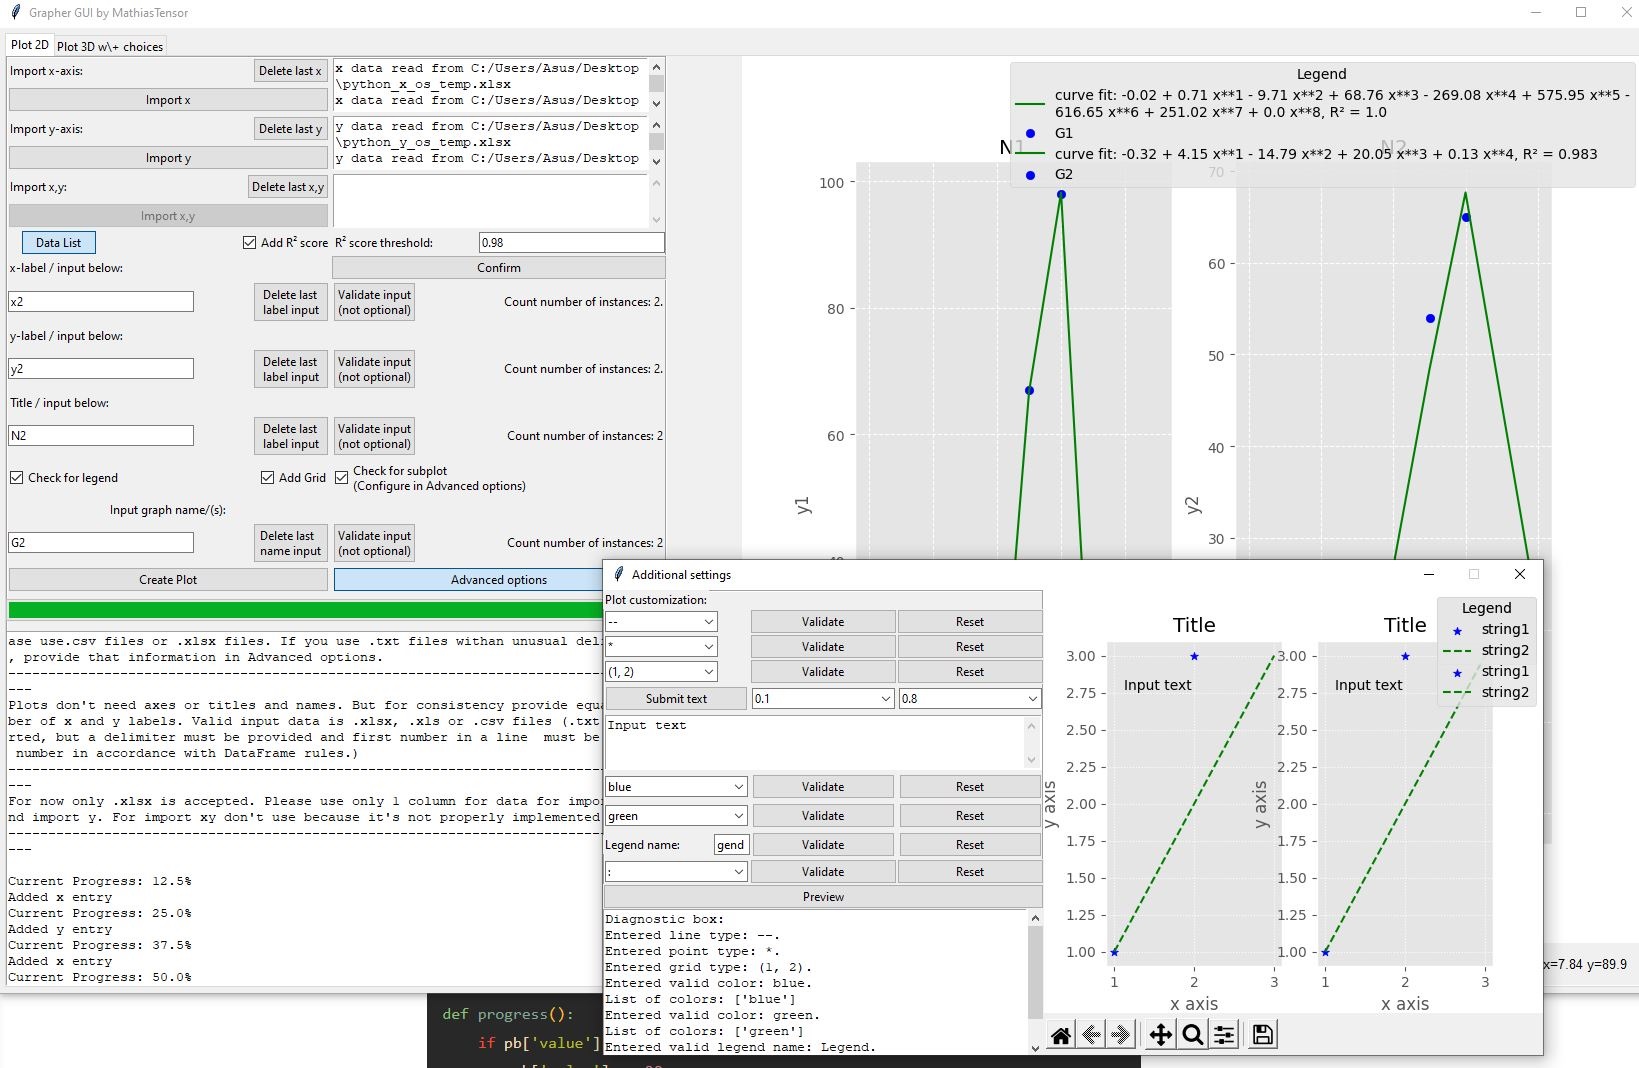 Grapher GUI by MathiasTensor
Plot 2D
Plot 3D w\+ choices
Import x-axis:
Delete last x
Import x
x data read from C:/Users/Asus/Desktop
\python_x_os_temp.xlsx
x data read from C:/Users/Asus/Desktop
Import y-axis:
Delete last y
Import y
y data read from C:/Users/Asus/Desktop
\python_y_os_temp.xlsx
y data read from C:/Users/Asus/Desktop
Import x,y:
Delete last x,y
Import x,y
Data List
Add R² score
R² score threshold:
0.98
x-label / input below:
Confirm
x2
Delete last
label input
Validate input
(not optional)
Count number of instances: 2.
y-label / input below:
y2
Delete last
label input
Validate input
(not optional)
Count number of instances: 2.
Title / input below:
N2
Delete last
label input
Validate input
(not optional)
Count number of instances: 2
Check for legend
Add Grid
Check for subplot
(Configure in Advanced options)
Input graph name/(s):
G2
Delete last
name input
Validate input
(not optional)
Count number of instances: 2
Create Plot
Advanced options
ase use.csv files or .xlsx files. If you use .txt files withan unusual del
, provide that information in Advanced options.
---
Plots don't need axes or titles and names. But for consistency provide equa
ber of x and y labels. Valid input data is .xlsx, .xls or .csv files (.txt
rted, but a delimiter must be provided and first number in a line  must be
number in accordance with DataFrame rules.)
---
For now only .xlsx is accepted. Please use only 1 column for data for impo
nd import y. For import xy don't use because it's not properly implemented
---
Current Progress: 12.5%
Added x entry
Current Progress: 25.0%
Added y entry
Current Progress: 37.5%
Added x entry
Current Progress: 50.0%
Legend
curve fit: -0.02 + 0.71 x**1 - 9.71 x**2 + 68.76 x**3 - 269.08 x**4 + 575.95 x**5 -
616.65 x**6 + 251.02 x**7 + 0.0 x**8, R² = 1.0
G1
curve fit: -0.32 + 4.15 x**1 - 14.79 x**2 + 20.05 x**3 + 0.13 x**4, R² = 0.983
G2
N1
100
80
60
40
y1
N2
70
60
50
40
30
y2
x=7.84 y=89.9
Additional settings
Plot customization:
--
Validate
Reset
*
Validate
Reset
(1, 2)
Validate
Reset
Submit text
0.1
0.8
Input text
blue
Validate
Reset
green
Validate
Reset
Legend name:
gend
Validate
Reset
:
Validate
Reset
Preview
Diagnostic box:
Entered line type: --.
Entered point type: *.
Entered grid type: (1, 2).
Entered valid color: blue.
List of colors: ['blue']
Entered valid color: green.
List of colors: ['green']
Entered valid legend name: Legend.
Title
3.00
2.75
2.50
2.25
2.00
1.75
1.50
1.25
1.00
y axis
Input text
1
2
3
x axis
Title
3.00
2.75
2.50
2.25
2.00
1.75
1.50
1.25
1.00
y axis
Input text
1
2
3
x axis
Legend
string1
string2
string1
string2
def progress():
if pb['value']